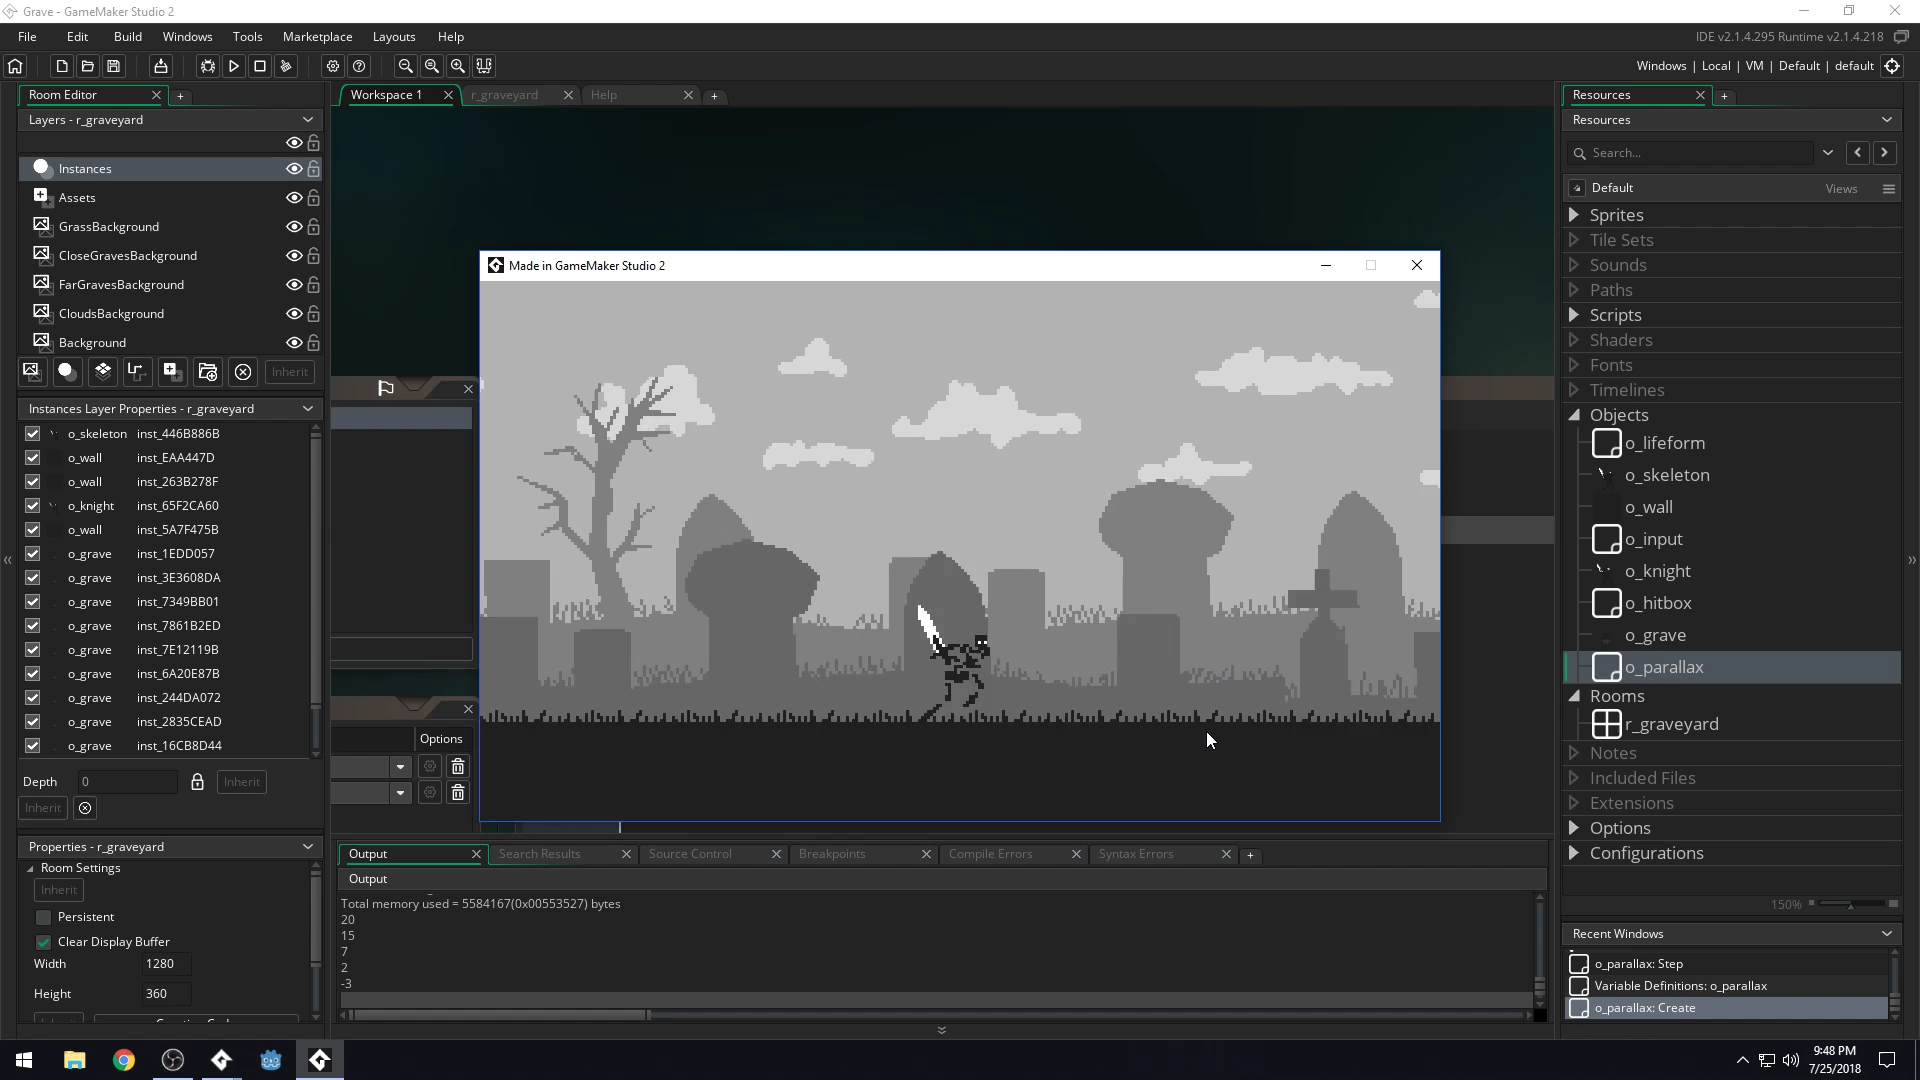 Grave - GameMaker Studio 2
File Edit Build Windows Tools Marketplace Layouts Help
IDE v2.1.4.295 Runtime v2.1.4.218
Windows | Local | VM | Default | default
Room Editor
Layers - r_graveyard
Instances
Assets
GrassBackground
CloseGravesBackground
FarGravesBackground
CloudsBackground
Background
Inherit
Instances Layer Properties - r_graveyard
o_skeleton inst_446B886B
o_wall inst_EAA447D
o_wall inst_263B278F
o_knight inst_65F2CA60
o_wall inst_5A7F475B
o_grave inst_1EDD057
o_grave inst_3E3608DA
o_grave inst_7349BB01
o_grave inst_7861B2ED
o_grave inst_7E12119B
o_grave inst_6A20E87B
o_grave inst_244DA072
o_grave inst_2835CEAD
o_grave inst_16CB8D44
Depth 0 Inherit
Inherit
Properties - r_graveyard
Room Settings
Inherit
Persistent
Clear Display Buffer
Width 1280
Height 360
Workspace 1 r_graveyard Help
Made in GameMaker Studio 2
Options
Output Search Results Source Control Breakpoints Compile Errors Syntax Errors
Output
Total memory used = 5584167(0x00553527) bytes
20
15
7
2
-3
Resources
Resources
Search...
Default Views
Sprites
Tile Sets
Sounds
Paths
Scripts
Shaders
Fonts
Timelines
Objects
o_lifeform
o_skeleton
o_wall
o_input
o_knight
o_hitbox
o_grave
o_parallax
Rooms
r_graveyard
Notes
Included Files
Extensions
Options
Configurations
150%
Recent Windows
o_parallax: Step
Variable Definitions: o_parallax
o_parallax: Create
9:48 PM
7/25/2018